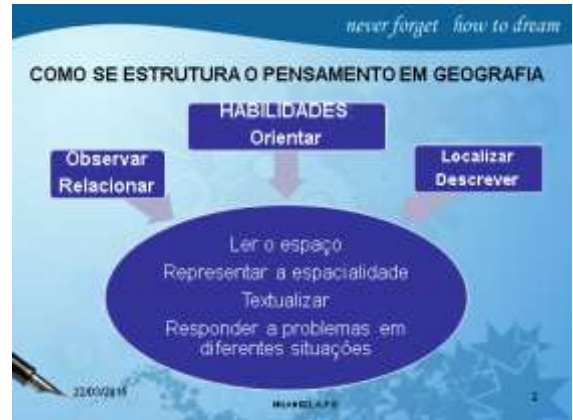 never forget how to dream
COMO SE ESTRUTURA O PENSAMENTO EM GEOGRAFIA
HABILIDADES
Orientar
Observar
Relacionar
Localizar
Descrever
Ler o espaço
Representar a espacialidade
Textualizar
Responder a problemas em
diferentes situações
2